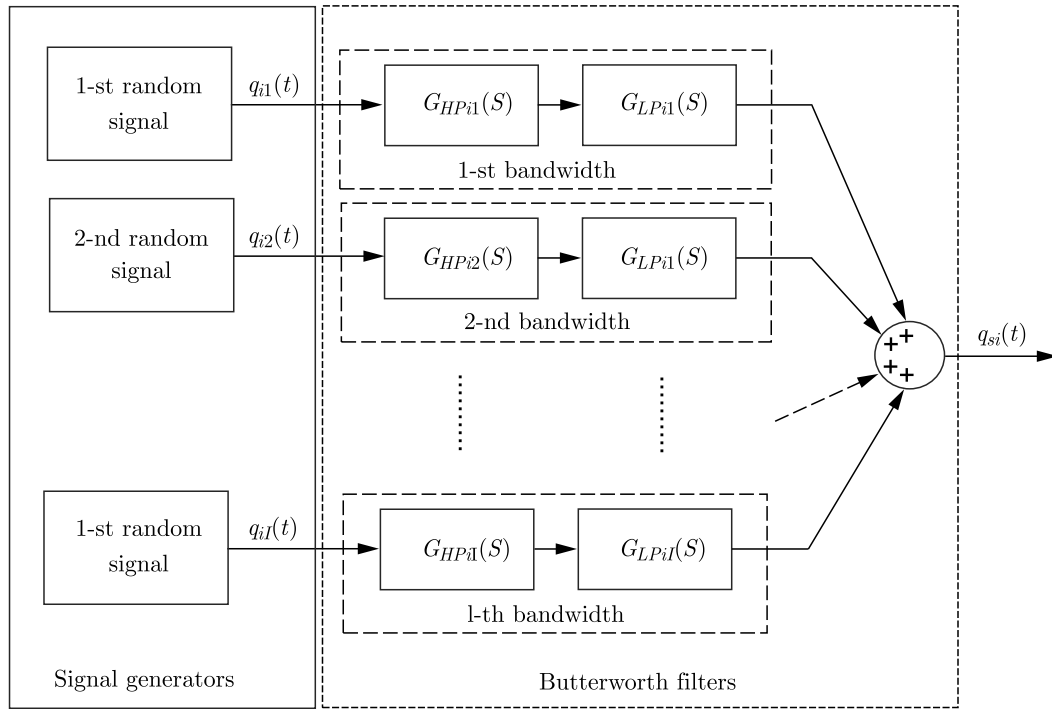 1-st random
signal
q_{i1}(t)
G_{HPi1}(S)
G_{LPi1}(S)
1-st bandwidth
2-nd random
signal
q_{i2}(t)
G_{HPi2}(S)
G_{LPi1}(S)
2-nd bandwidth
+ +
+ +
q_{si}(t)
1-st random
signal
q_{iI}(t)
G_{HPiI}(S)
G_{LPiI}(S)
l-th bandwidth
Signal generators
Butterworth filters